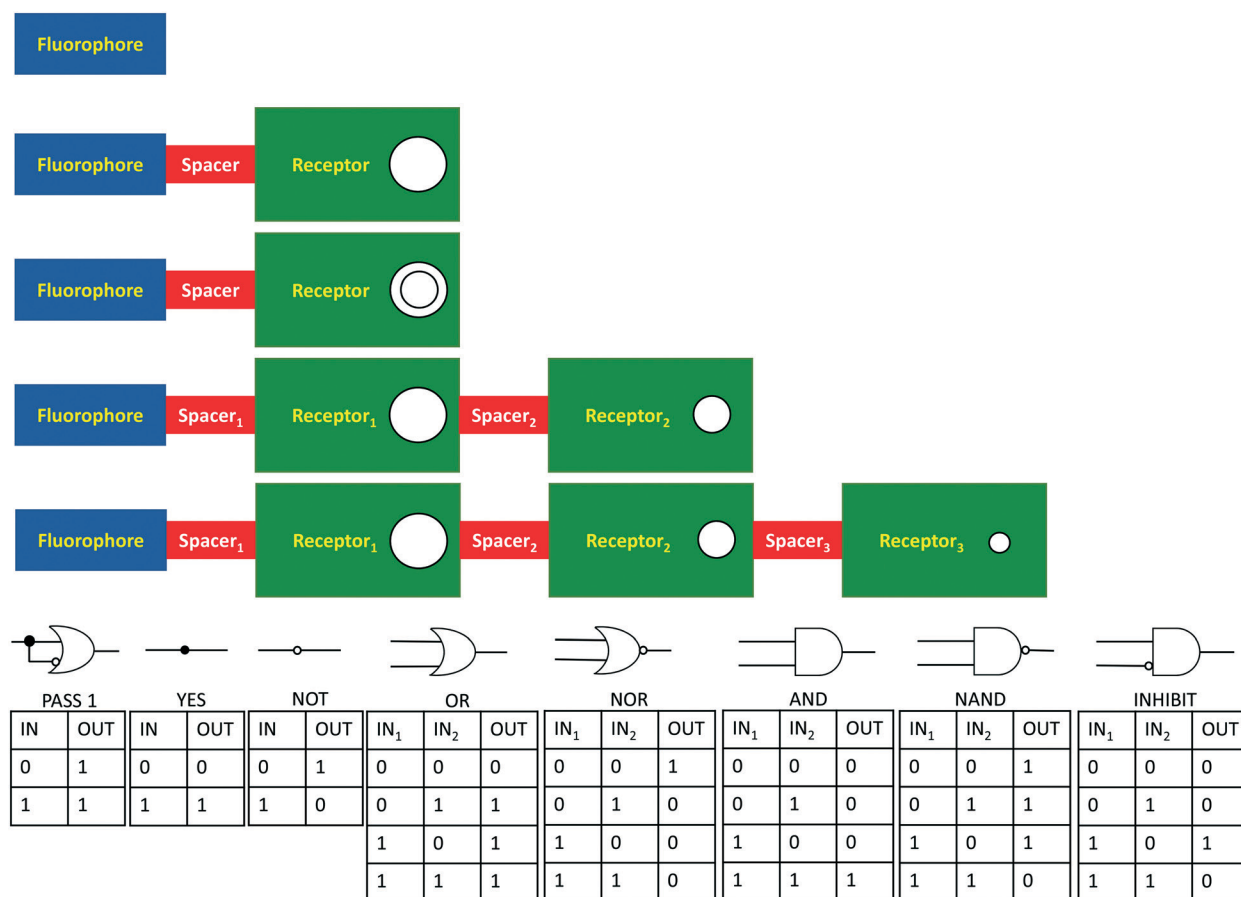 Fluorophore
Fluorophore Spacer Receptor
Fluorophore Spacer Receptor
Fluorophore Spacer₁ Receptor₁ Spacer₂ Receptor₂
Fluorophore Spacer₁ Receptor₁ Spacer₂ Receptor₂ Spacer₃ Receptor₃
PASS 1 YES NOT OR NOR AND NAND INHIBIT
IN OUT IN OUT IN OUT IN₁ IN₂ OUT IN₁ IN₂ OUT IN₁ IN₂ OUT IN₁ IN₂ OUT IN₁ IN₂ OUT
0 1 0 0 0 1 0 0 0 0 0 1 0 0 0 0 0 1 0 0 0
1 1 1 1 1 0 0 1 1 0 1 0 0 1 0 0 1 1 0 1 0
1 0 1 1 0 0 1 0 0 1 0 1 1 0 1
1 1 1 1 1 0 1 1 1 1 1 0 1 1 0